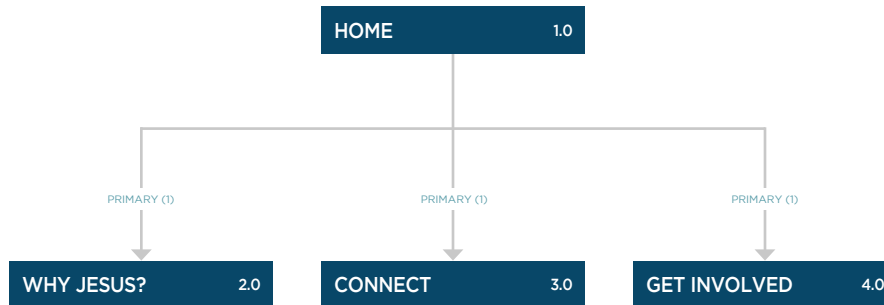 HOME 1.0
PRIMARY (1) PRIMARY (1) PRIMARY (1)
WHY JESUS? 2.0 CONNECT 3.0 GET INVOLVED 4.0